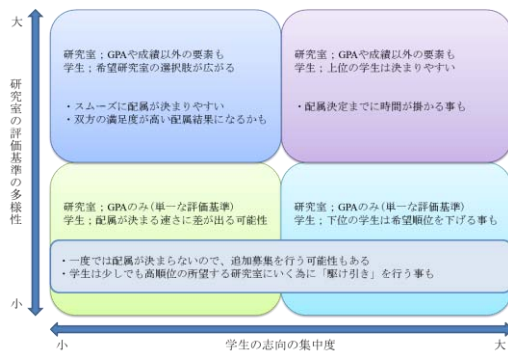 大
研究室の評価基準の多様性
小
研究室；GPAや成績以外の要素も
学生；希望研究室の選択肢が広がる
・スムーズに配属が決まりやすい
・双方の満足度が高い配属結果になるかも
研究室；GPAや成績以外の要素も
学生；上位の学生は決まりやすい
・配属決定までに時間が掛かる事も
研究室；GPAのみ（単一な評価基準）
学生；配属が決まる速さに差が出る可能性
研究室；GPAのみ（単一な評価基準）
学生；下位の学生は希望順位を下げる事も
・一度では配属が決まらないので、追加募集を行う可能性もある
・学生は少しでも高順位の所望する研究室にいく為に「駆け引き」を行う事も
小
学生の志向の集中度
大